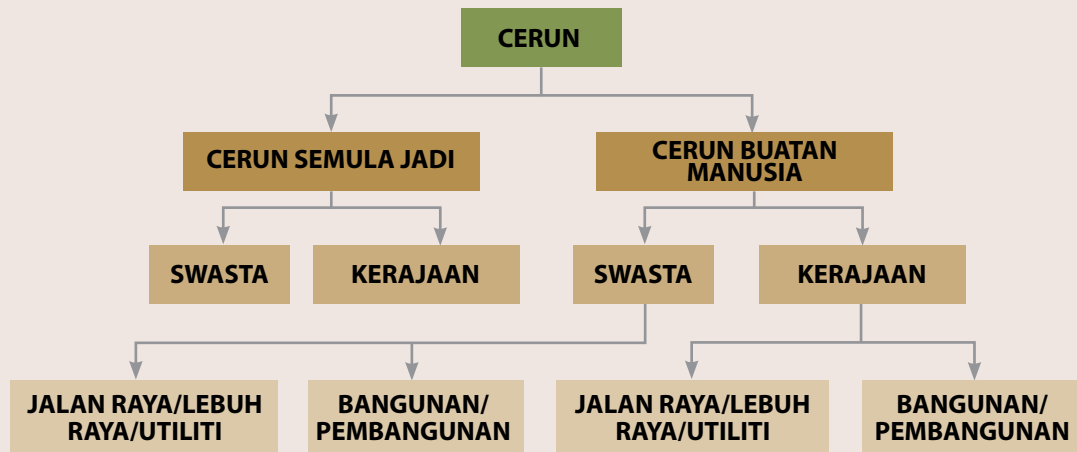 CERUN
CERUN SEMULA JADI
CERUN BUATAN
MANUSIA
SWASTA
KERAJAAN
SWASTA
KERAJAAN
JALAN RAYA/LEBUH
RAYA/UTILITI
BANGUNAN/
PEMBANGUNAN
JALAN RAYA/LEBUH
RAYA/UTILITI
BANGUNAN/
PEMBANGUNAN